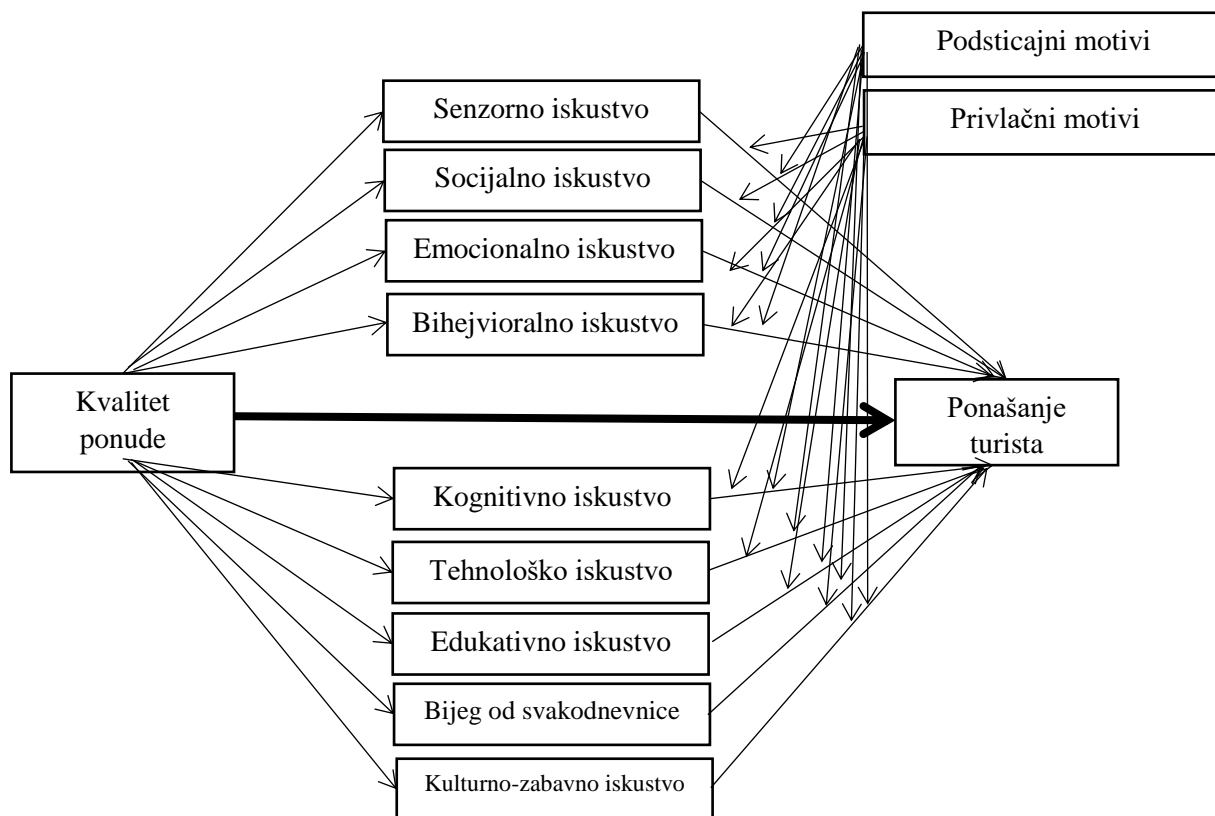 Podsticajni motivi
Privlačni motivi
Senzorno iskustvo
Socijalno iskustvo
Emocionalno iskustvo
Bihejvioralno iskustvo
Kvalitet
ponude
Ponašanje
turista
Kognitivno iskustvo
Tehnološko iskustvo
Edukativno iskustvo
Bijeg od svakodnevnice
Kulturno-zabavno iskustvo